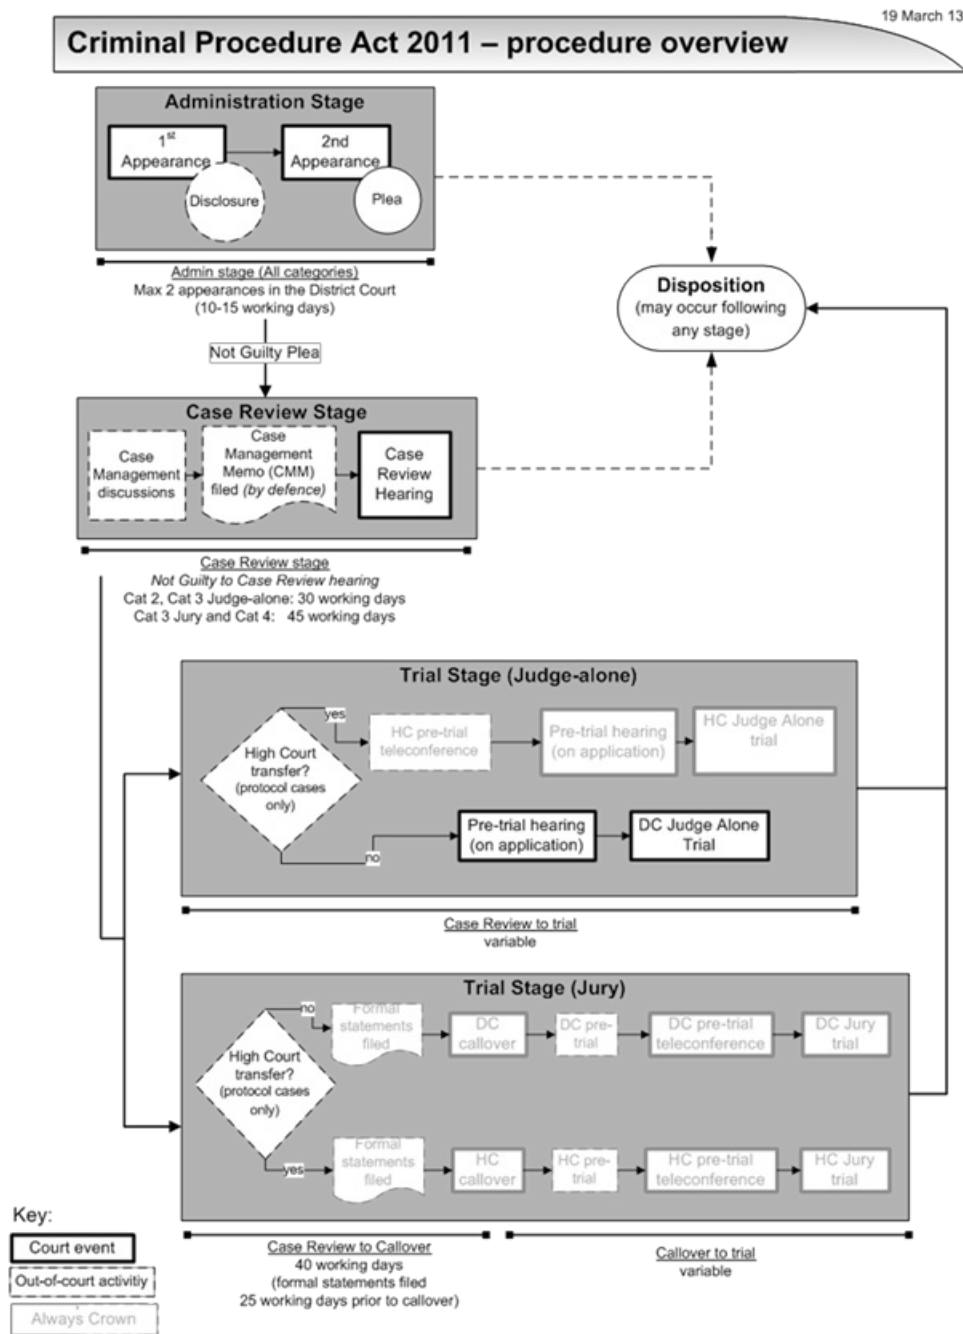 19 March 13
Criminal Procedure Act 2011 – procedure overview
Administration Stage
1st
Appearance
2nd
Appearance
Disclosure
Plea
Admin stage (All categories)
Max 2 appearances in the District Court
(10-15 working days)
Disposition
(may occur following
any stage)
Not Guilty Plea
Case Review Stage
Case
Management
discussions
Case
Management
Memo (CMM)
filed (by defence)
Case
Review
Hearing
Case Review stage
Not Guilty to Case Review hearing
Cat 2, Cat 3 Judge-alone: 30 working days
Cat 3 Jury and Cat 4: 45 working days
Trial Stage (Judge-alone)
High Court
transfer?
(protocol cases
only)
yes
HC pre-trial
teleconference
Pre-trial hearing
(on application)
HC Judge Alone
trial
no
Pre-trial hearing
(on application)
DC Judge Alone
Trial
Case Review to trial
variable
Trial Stage (Jury)
High Court
transfer?
(protocol cases
only)
no
Formal
statements
filed
DC
callover
DC pre-
trial
DC pre-trial
teleconference
DC Jury
trial
yes
Formal
statements
filed
HC
callover
HC pre-
trial
HC pre-trial
teleconference
HC Jury
trial
Case Review to Callover
40 working days
(formal statements filed
25 working days prior to callover)
Callover to trial
variable
Key:
Court event
Out-of-court activitiy
Always Crown